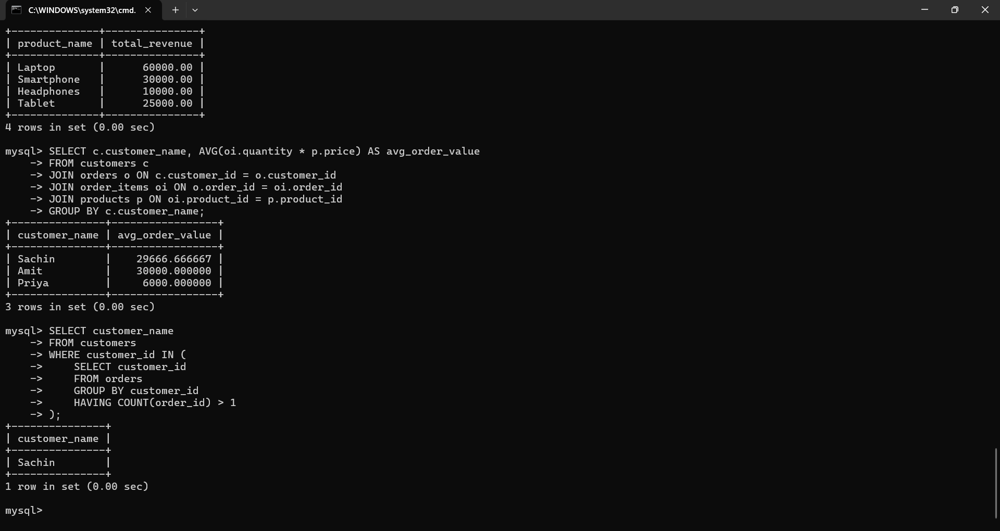 C:\WINDOWS\system32\cmd.
+--------------+---------------+
| product_name | total_revenue |
+--------------+---------------+
| Laptop       |      60000.00 |
| Smartphone   |      30000.00 |
| Headphones   |      10000.00 |
| Tablet       |      25000.00 |
+--------------+---------------+
4 rows in set (0.00 sec)

mysql> SELECT c.customer_name, AVG(oi.quantity * p.price) AS avg_order_value
    -> FROM customers c
    -> JOIN orders o ON c.customer_id = o.customer_id
    -> JOIN order_items oi ON o.order_id = oi.order_id
    -> JOIN products p ON oi.product_id = p.product_id
    -> GROUP BY c.customer_name;
+---------------+-----------------+
| customer_name | avg_order_value |
+---------------+-----------------+
| Sachin        |    29666.666667 |
| Amit          |    30000.000000 |
| Priya         |     6000.000000 |
+---------------+-----------------+
3 rows in set (0.00 sec)

mysql> SELECT customer_name
    -> FROM customers
    -> WHERE customer_id IN (
    ->     SELECT customer_id
    ->     FROM orders
    ->     GROUP BY customer_id
    ->     HAVING COUNT(order_id) > 1
    -> );
+---------------+
| customer_name |
+---------------+
| Sachin        |
+---------------+
1 row in set (0.00 sec)

mysql>